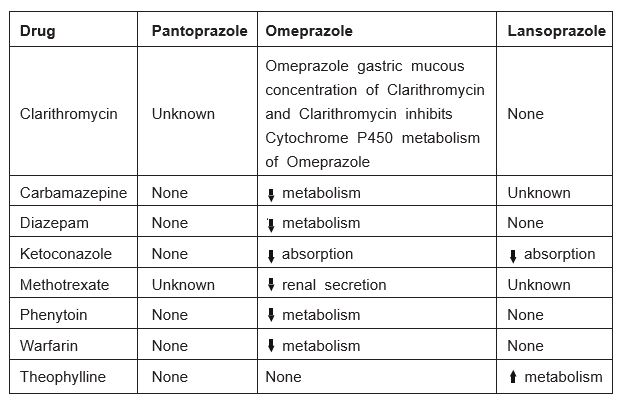 Drug Pantoprazole Omeprazole Lansoprazole
Clarithromycin Unknown Omeprazole gastric mucous concentration of Clarithromycin and Clarithromycin inhibits Cytochrome P450 metabolism of Omeprazole None
Carbamazepine None ⬇ metabolism Unknown
Diazepam None ⬇ metabolism None
Ketoconazole None ⬇ absorption ⬇ absorption
Methotrexate Unknown ⬇ renal secretion Unknown
Phenytoin None ⬇ metabolism None
Warfarin None ⬇ metabolism None
Theophylline None None ⬆ metabolism